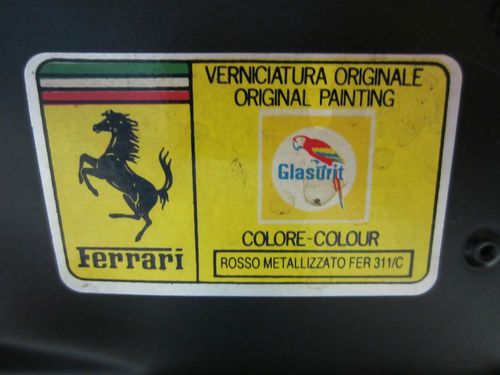 VERNICIATURA ORIGINALE
ORIGINAL PAINTING
Glasurit
COLORE-COLOUR
Ferrari
ROSSO METALLIZZATO FER 311/C